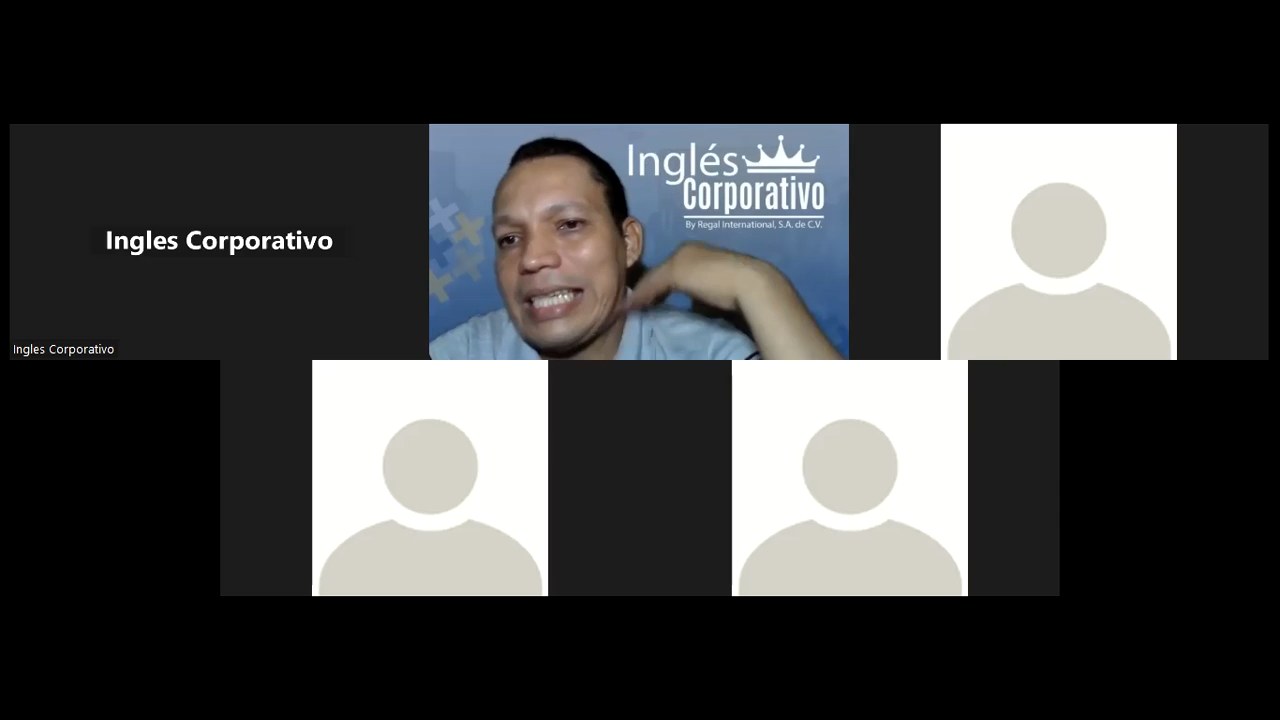 Ingles Corporativo
Ingles Corporativo
Inglés
Corporativo
By Regal International, S.A. de C.V.